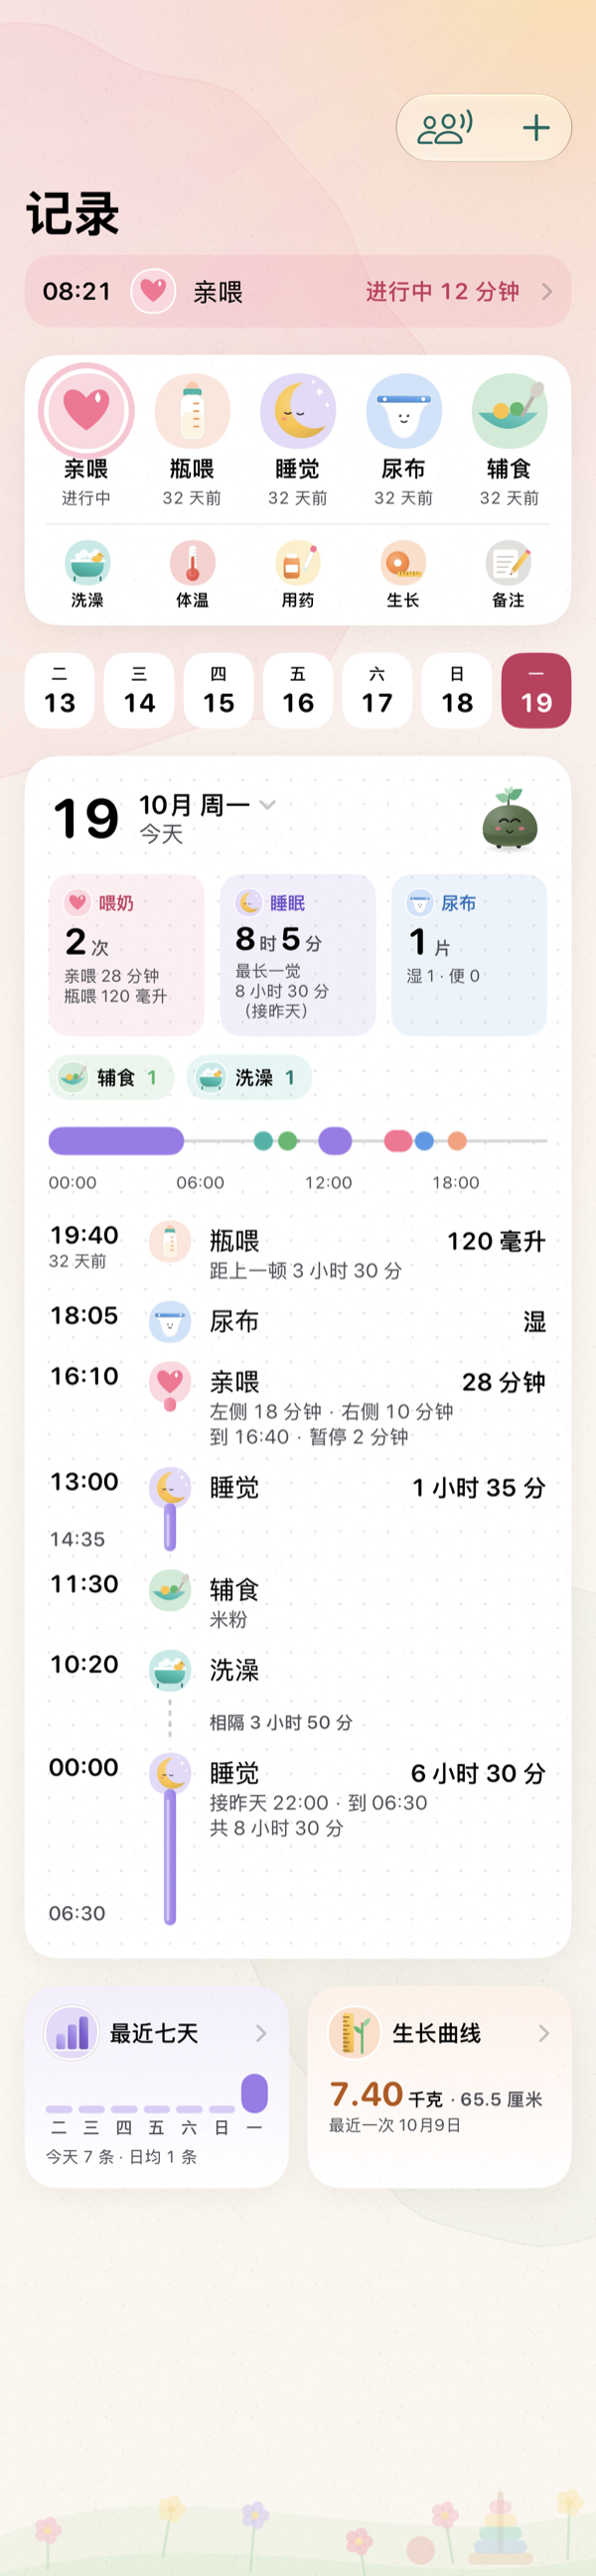 记录
08:21 亲喂 进行中 12 分钟
亲喂 瓶喂 睡觉 尿布 辅食
进行中 32 天前 32 天前 32 天前 32 天前
洗澡 体温 用药 生长 备注
二 三 四 五 六 日 一
13 14 15 16 17 18 19
19 10月 周一
今天
喂奶
2 次
亲喂 28 分钟
瓶喂 120 毫升
睡眠
8 时 5 分
最长一觉
8 小时 30 分
（接昨天）
尿布
1 片
湿 1 · 便 0
辅食 1 洗澡 1
00:00 06:00 12:00 18:00
19:40 瓶喂 120 毫升
32 天前 距上一顿 3 小时 30 分
18:05 尿布 湿
16:10 亲喂 28 分钟
左侧 18 分钟 · 右侧 10 分钟
到 16:40 · 暂停 2 分钟
13:00 睡觉 1 小时 35 分
14:35
11:30 辅食
米粉
10:20 洗澡
相隔 3 小时 50 分
00:00 睡觉 6 小时 30 分
接昨天 22:00 · 到 06:30
共 8 小时 30 分
06:30
最近七天
二 三 四 五 六 日 一
今天 7 条 · 日均 1 条
生长曲线
7.40 千克 · 65.5 厘米
最近一次 10月9日